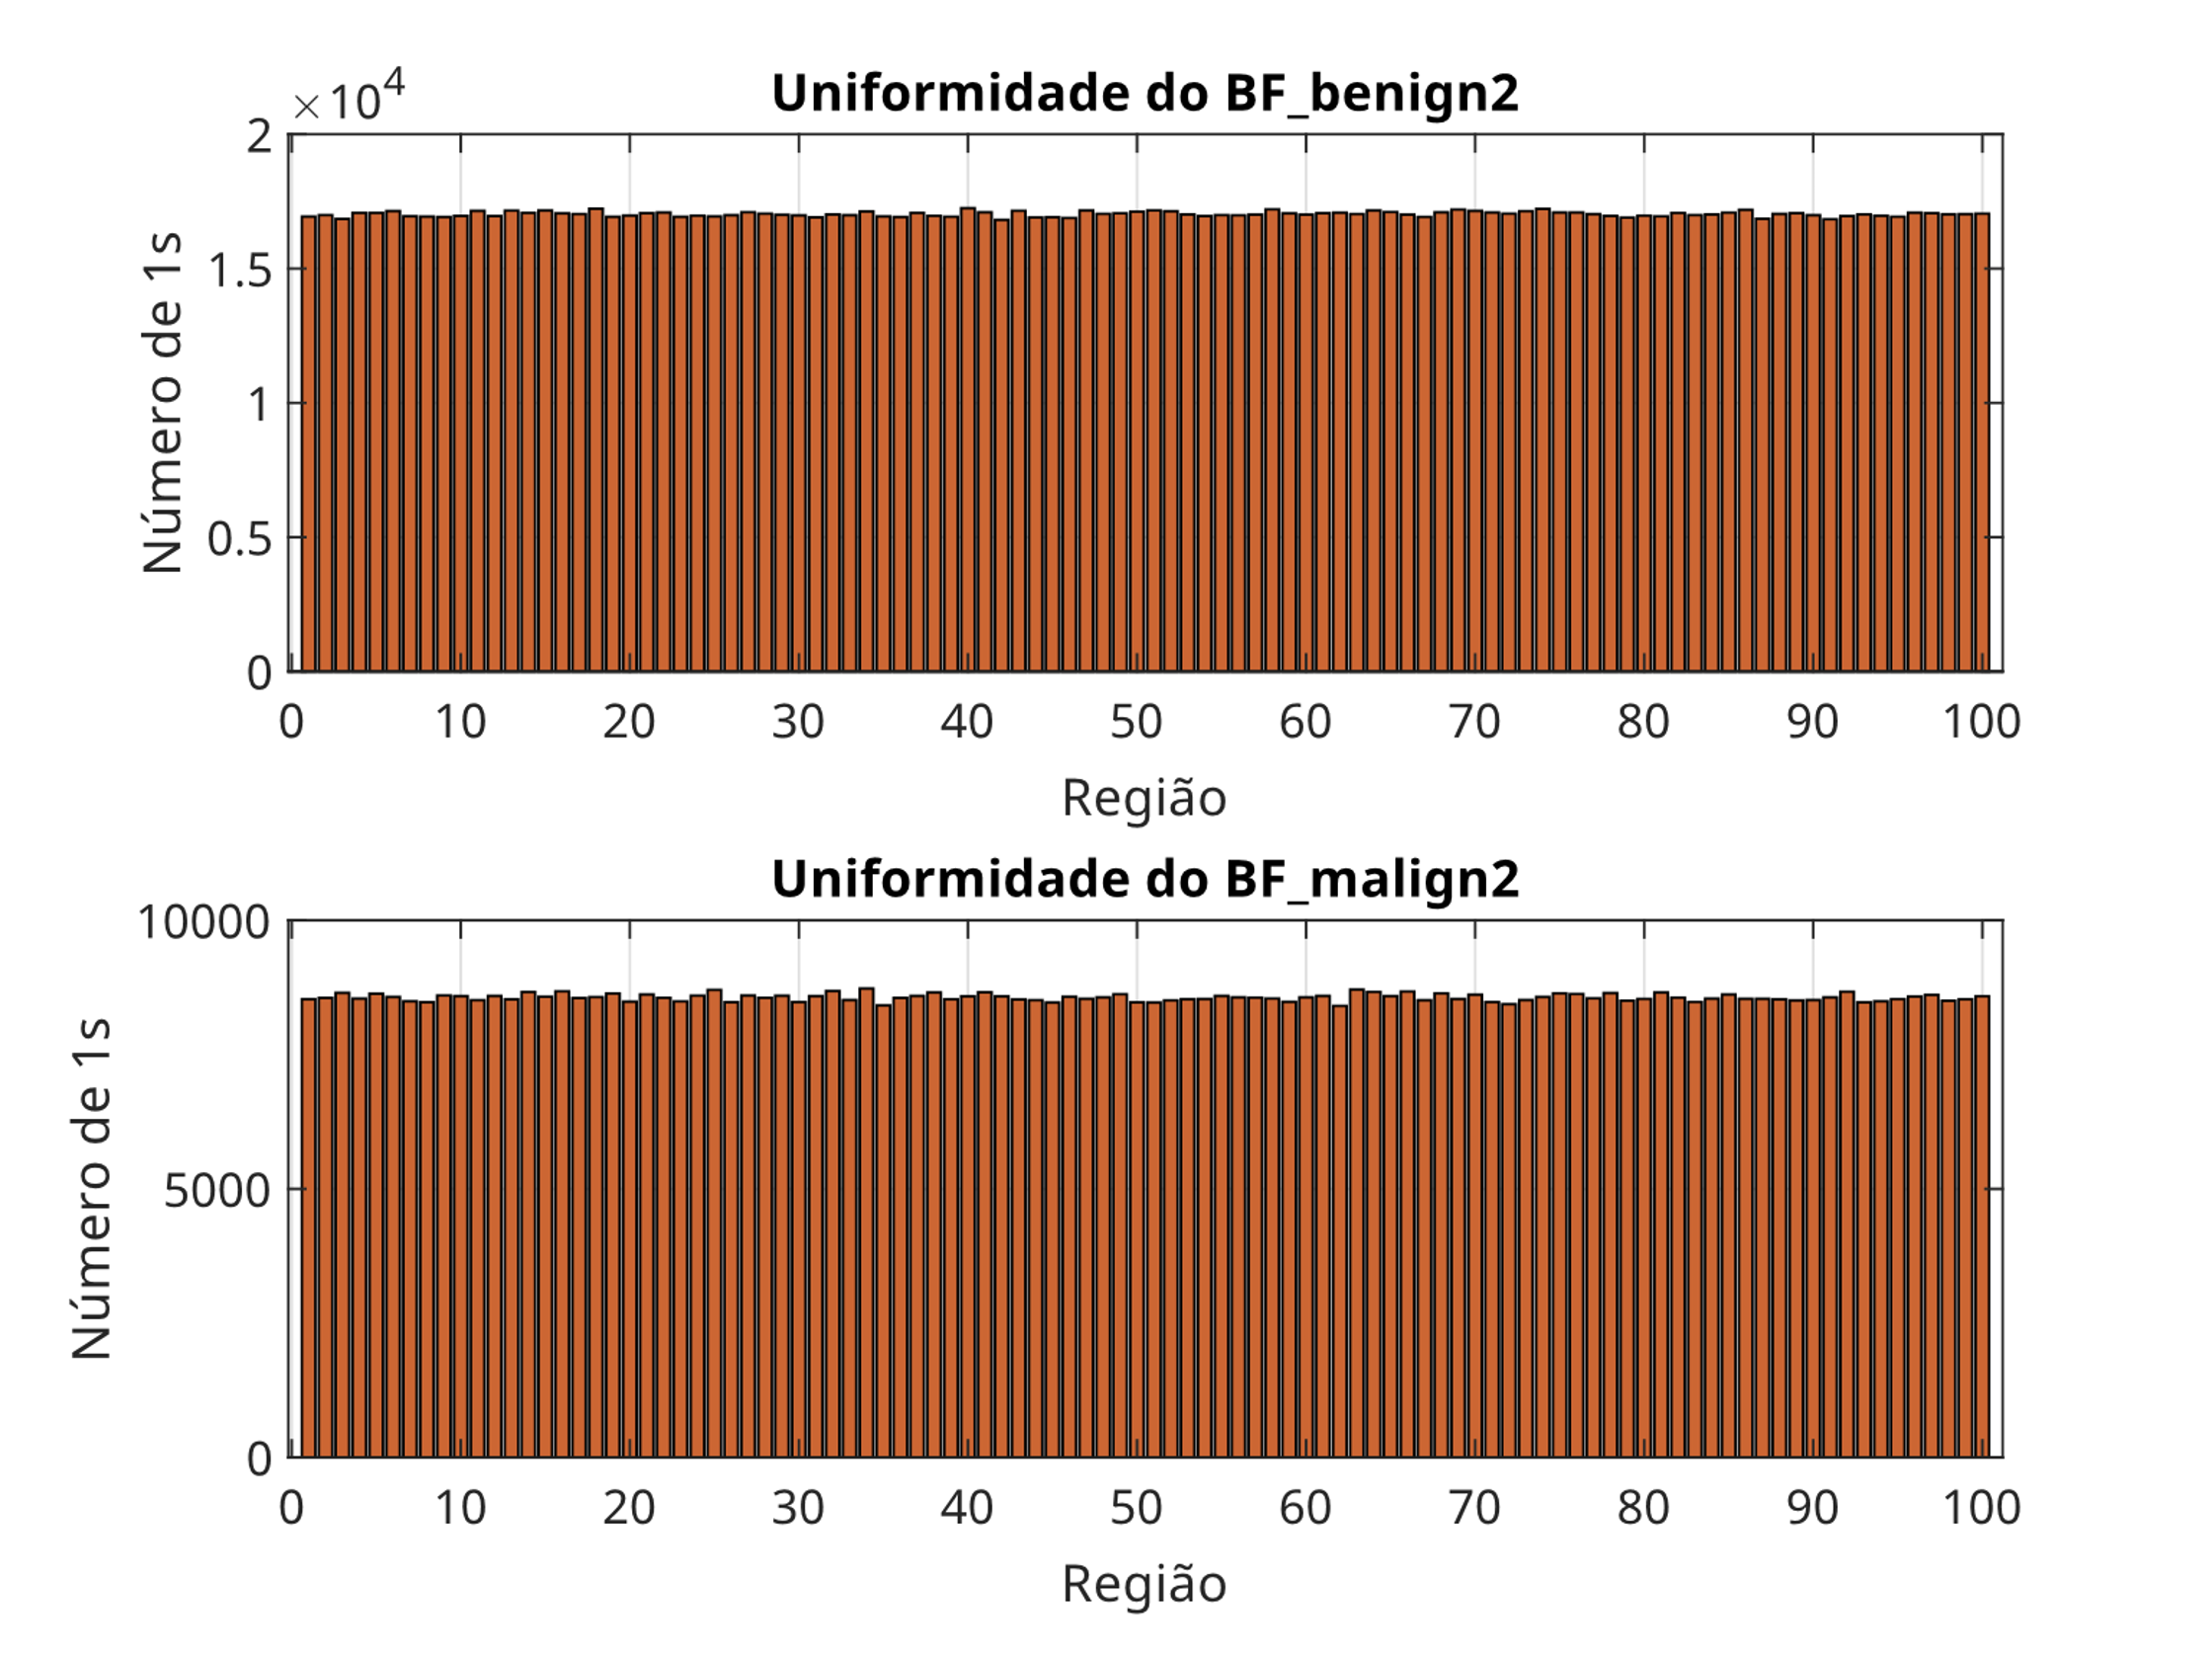 ×10^4
Uniformidade do BF_benign2
Número de 1s
2
1.5
1
0.5
0
0 10 20 30 40 50 60 70 80 90 100
Região
Uniformidade do BF_malign2
Número de 1s
10000
5000
0
0 10 20 30 40 50 60 70 80 90 100
Região